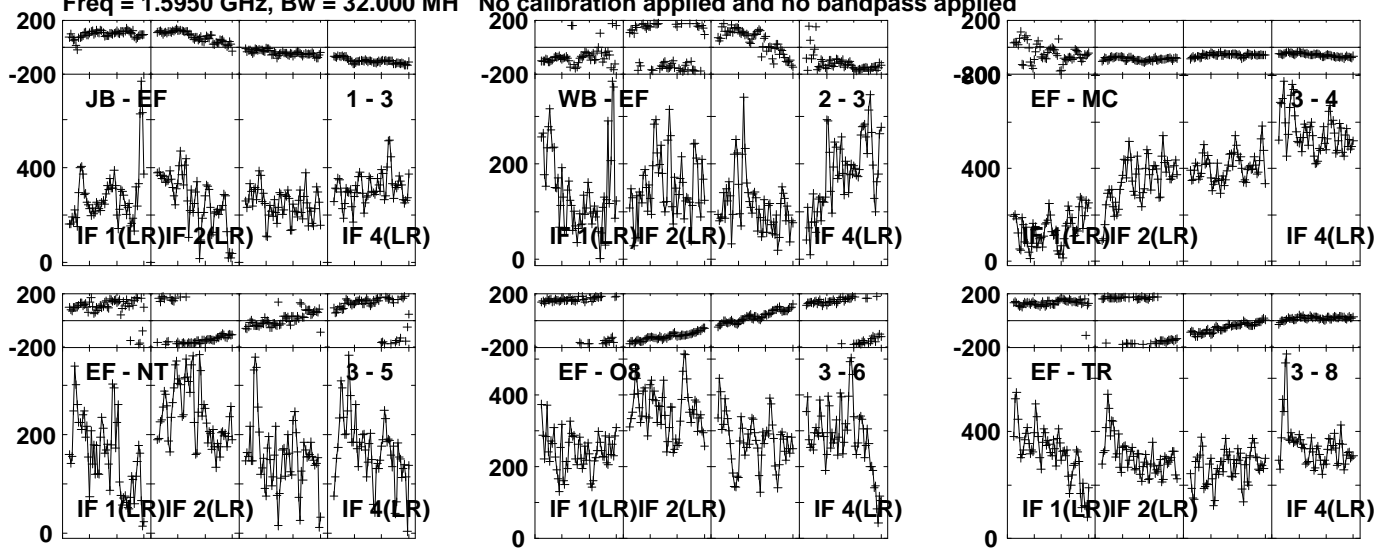 Freq = 1.5950 GHz, Bw = 32.000 MH No calibration applied and no bandpass applied
200 200 200
-200 -200 -200
JB - EF 1 - 3 WB - EF 2 - 3 800 EF - MC 3 - 4
400 200 400
IF 1(LR) IF 2(LR) IF 4(LR) IF 1(LR) IF 2(LR) IF 4(LR) IF 1(LR) IF 2(LR) IF 4(LR)
0 0 0
200 200 200
-200 -200 -200
EF - NT 3 - 5 EF - O8 3 - 6 EF - TR 3 - 8
400
200 200 400
IF 1(LR) IF 2(LR) IF 4(LR) IF 1(LR) IF 2(LR) IF 4(LR) IF 1(LR) IF 2(LR) IF 4(LR)
0 0 0